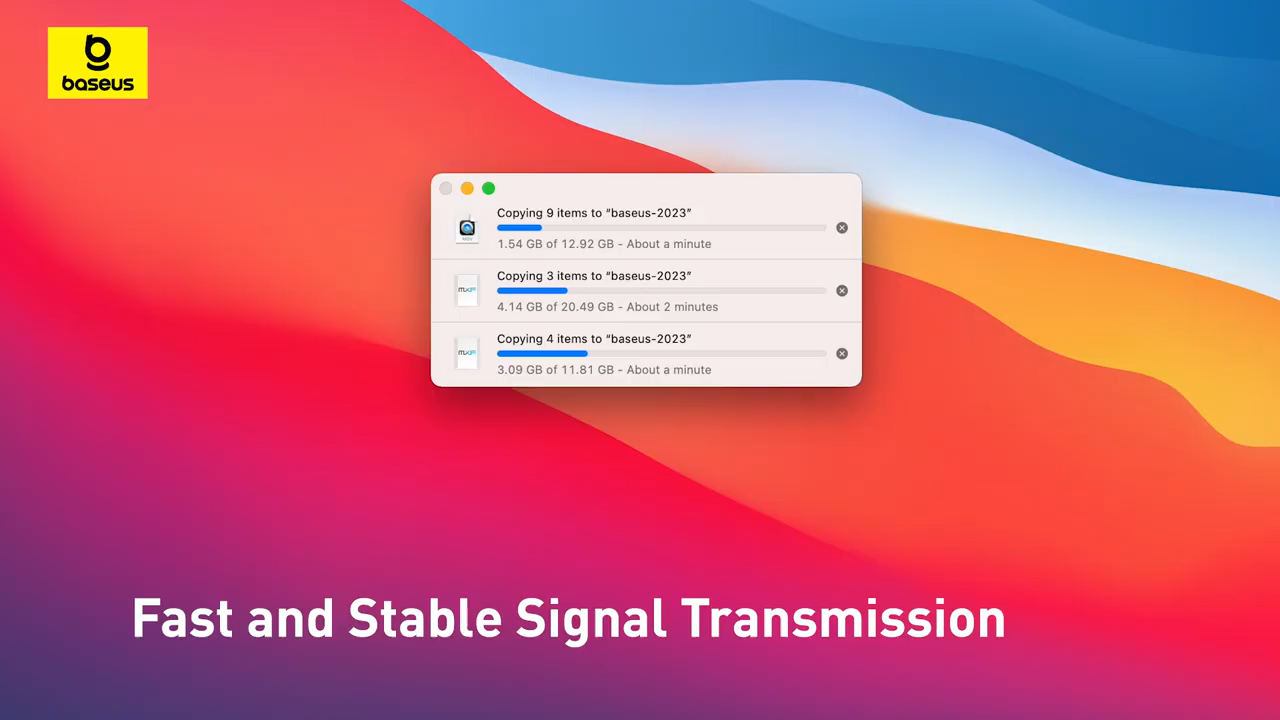 baseus
Copying 9 items to “baseus-2023”
1.54 GB of 12.92 GB - About a minute
Copying 3 items to “baseus-2023”
4.14 GB of 20.49 GB - About 2 minutes
Copying 4 items to “baseus-2023”
3.09 GB of 11.81 GB - About a minute
Fast and Stable Signal Transmission